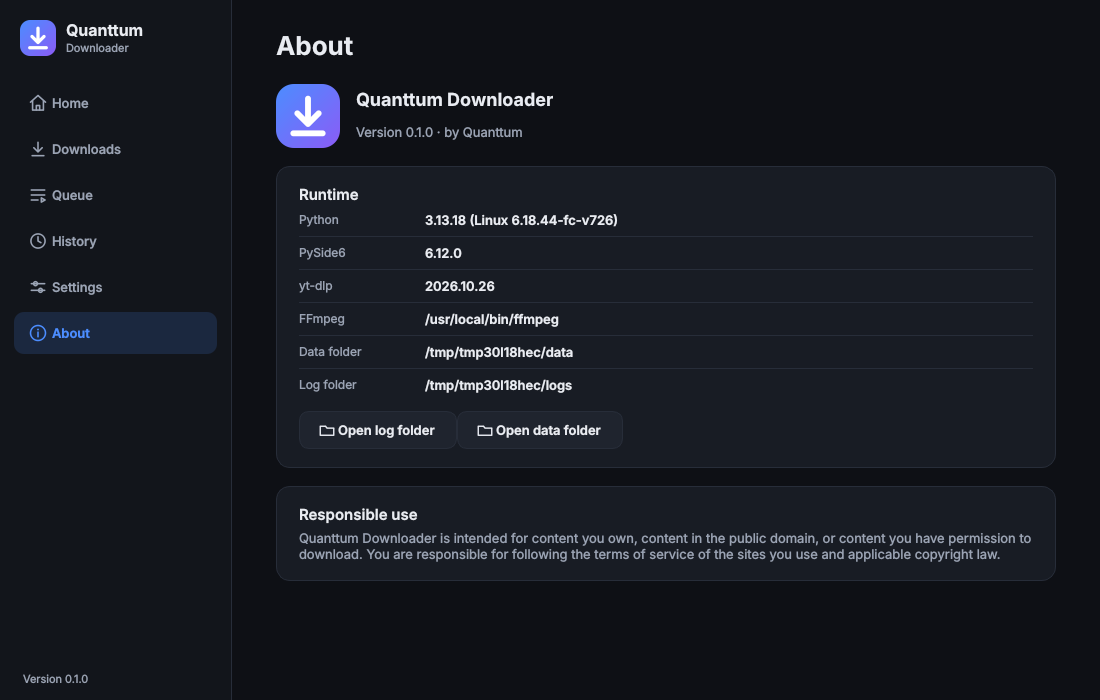 Quanttum
Downloader
Home
Downloads
Queue
History
Settings
About
Version 0.1.0
About
Quanttum Downloader
Version 0.1.0 · by Quanttum
Runtime
Python 3.13.18 (Linux 6.18.44-fc-v726)
PySide6 6.12.0
yt-dlp 2026.10.26
FFmpeg /usr/local/bin/ffmpeg
Data folder /tmp/tmp30l18hec/data
Log folder /tmp/tmp30l18hec/logs
Open log folder Open data folder
Responsible use
Quanttum Downloader is intended for content you own, content in the public domain, or content you have permission to
download. You are responsible for following the terms of service of the sites you use and applicable copyright law.